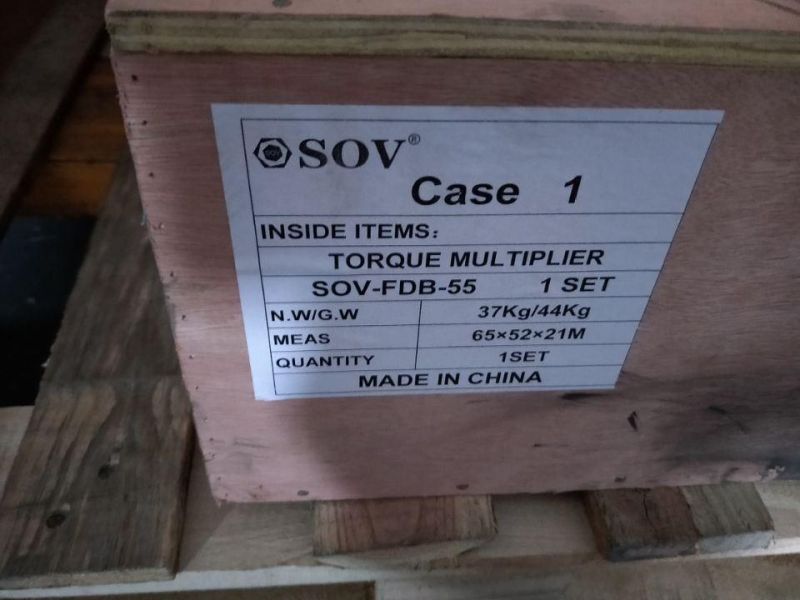 SOV®
Case 1
INSIDE ITEMS:
TORQUE MULTIPLIER
SOV-FDB-55 1 SET
N.W/G.W 37Kg/44Kg
MEAS 65×52×21M
QUANTITY 1SET
MADE IN CHINA